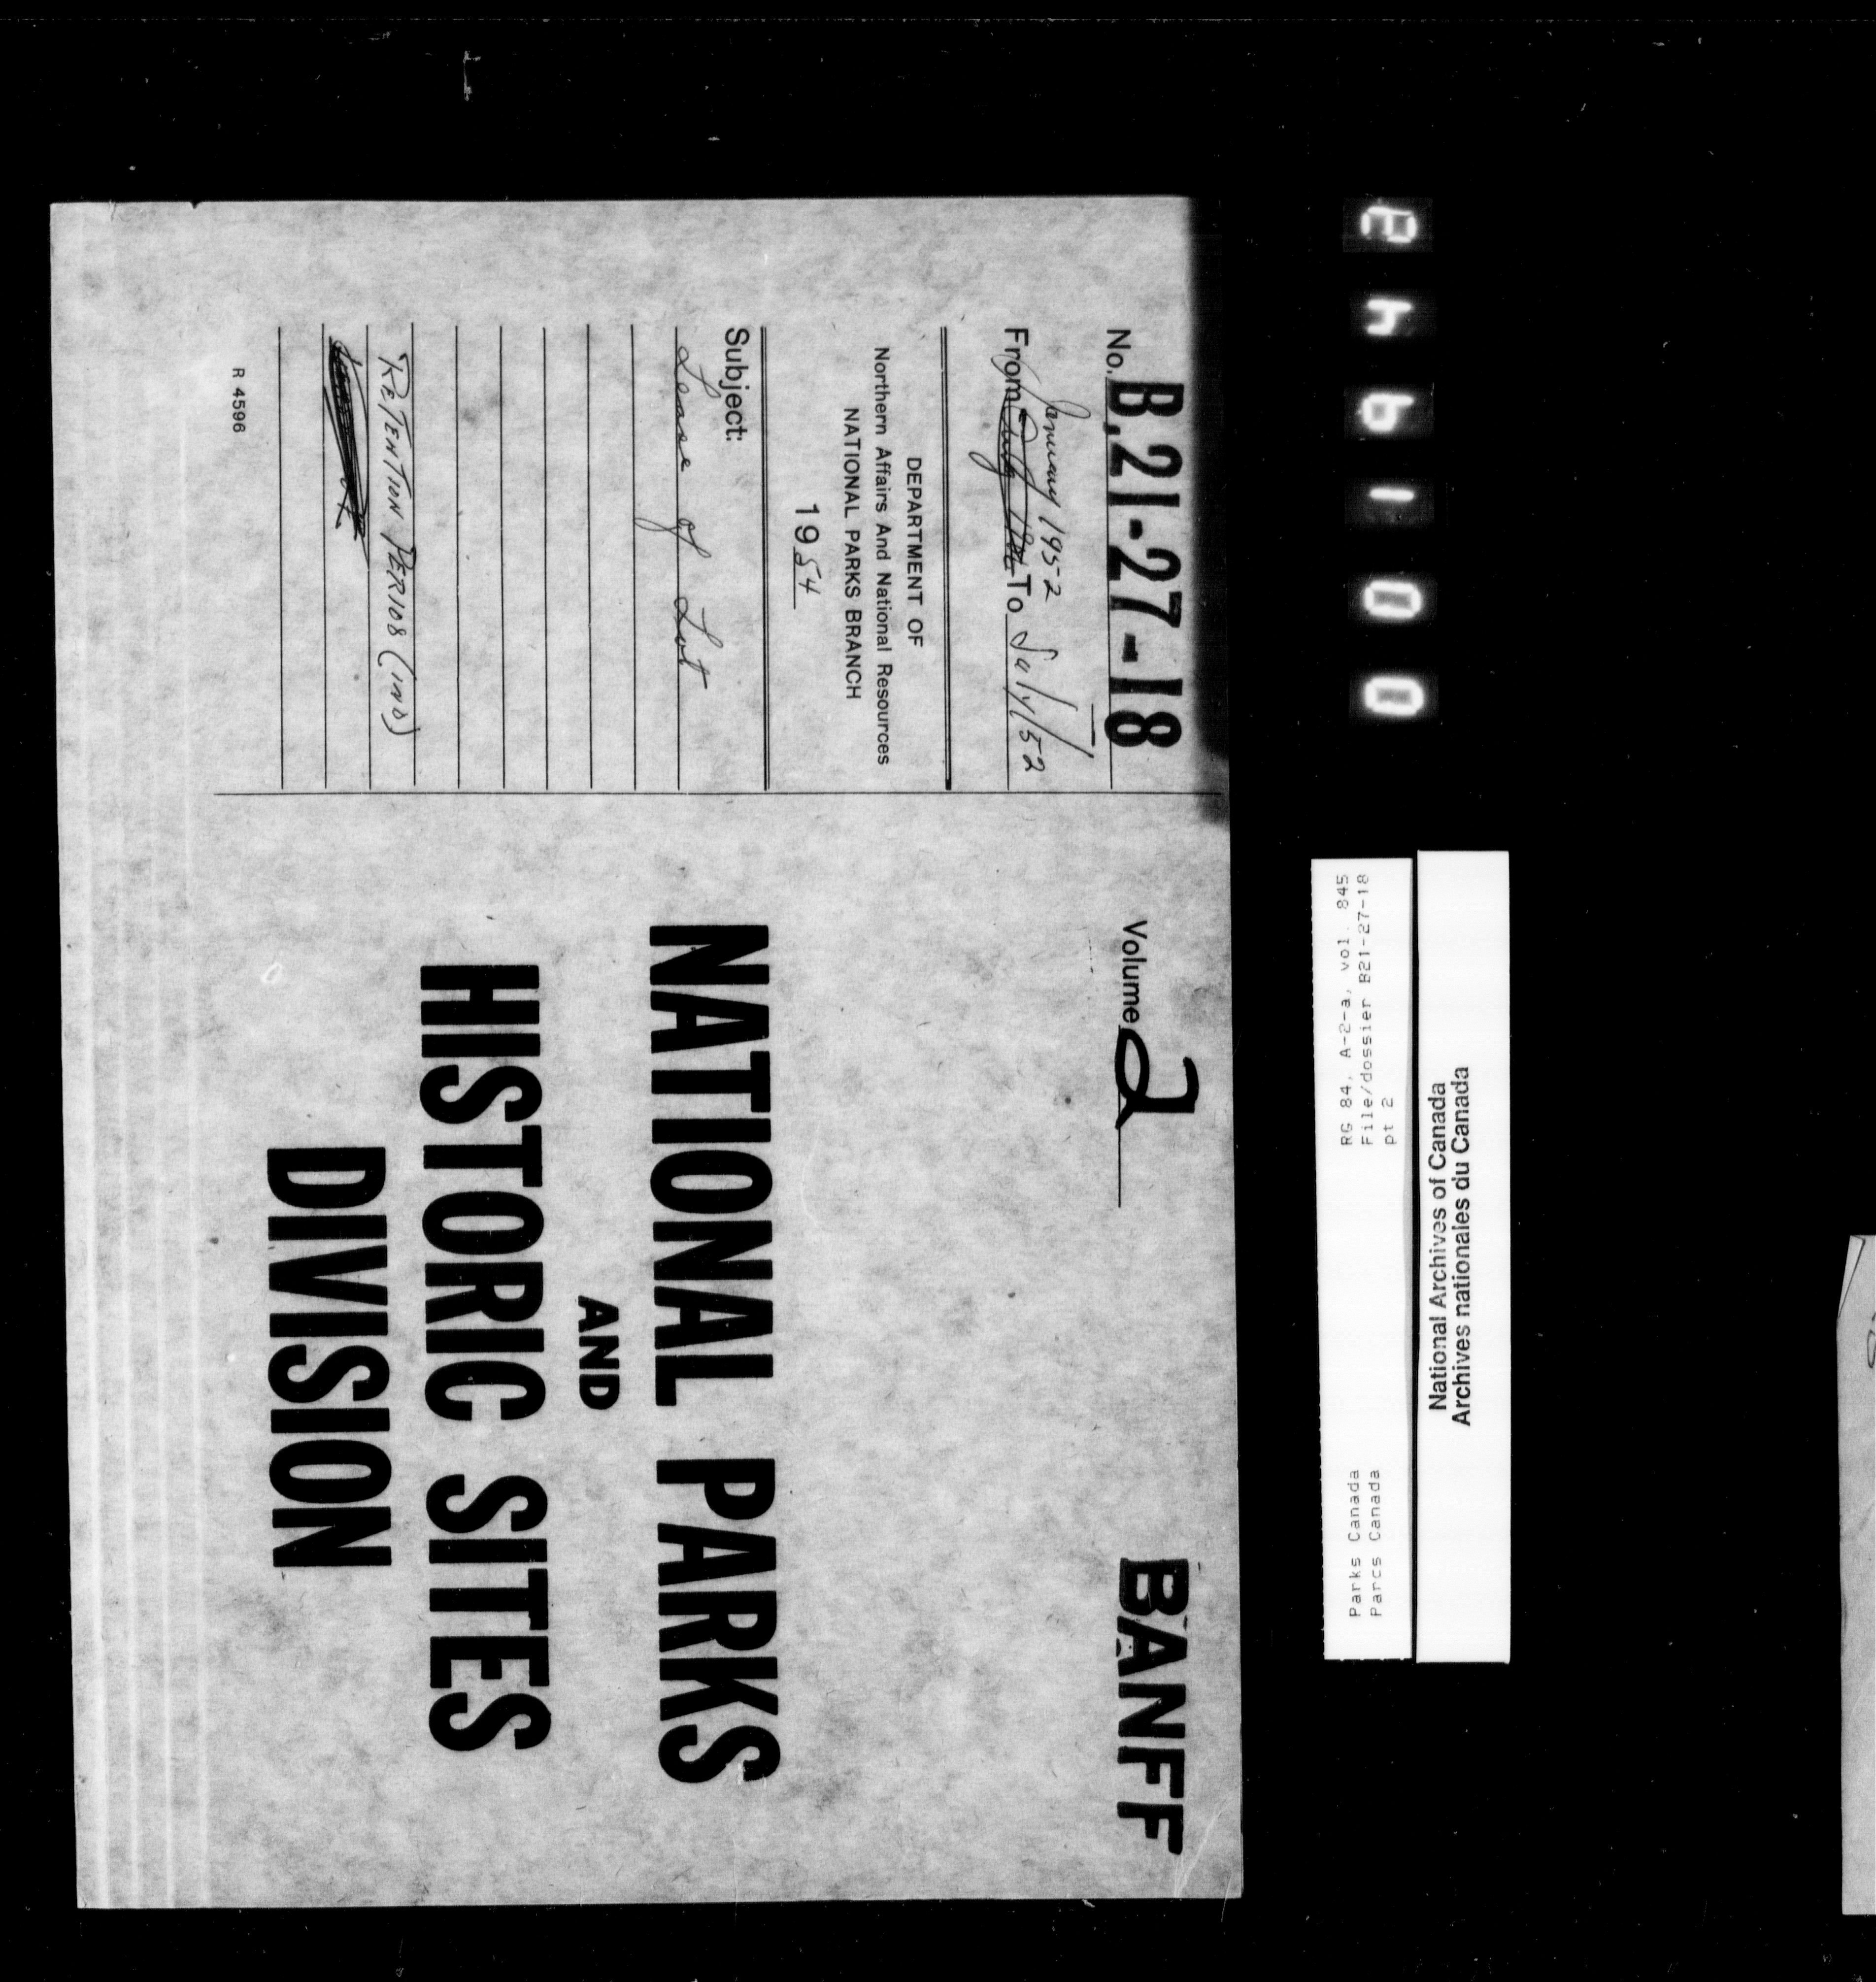 No. B.21-27-18
January 1952
From To July/52
DEPARTMENT OF
Northern Affairs And National Resources
NATIONAL PARKS BRANCH
1954
Subject:
Lease of Lot
RETENTION PERIOD (IND)
R 4596
Volume 2
BANFF
NATIONAL PARKS
AND
HISTORIC SITES
DIVISION
RG 84, A-2-a, vol. 845
File/dossier B21-27-18
pt 2
Parks Canada
Parcs Canada
National Archives of Canada
Archives nationales du Canada